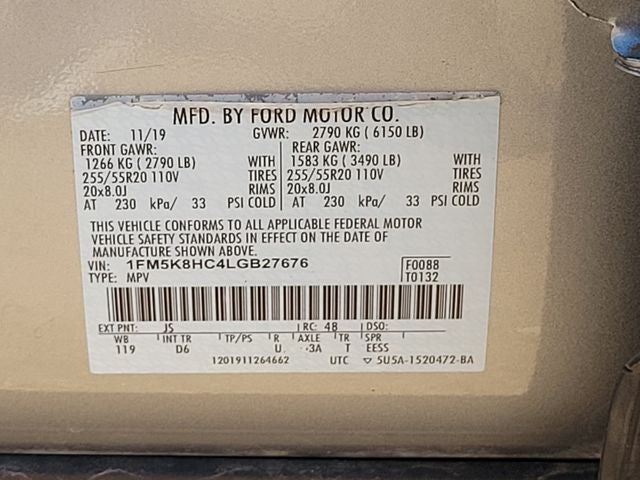 MFD. BY FORD MOTOR CO.
DATE: 11/19 GVWR: 2790 KG ( 6150 LB)
FRONT GAWR: REAR GAWR:
1266 KG ( 2790 LB) WITH 1583 KG ( 3490 LB) WITH
255/55R20 110V TIRES 255/55R20 110V TIRES
20x8.0J RIMS 20x8.0J RIMS
AT 230 kPa/ 33 PSI COLD AT 230 kPa/ 33 PSI COLD
THIS VEHICLE CONFORMS TO ALL APPLICABLE FEDERAL MOTOR
VEHICLE SAFETY STANDARDS IN EFFECT ON THE DATE OF
MANUFACTURE SHOWN ABOVE.
VIN: 1FM5K8HC4LGB27676 F0088
TYPE: MPV T0132
EXT PNT: JS RC: 48 DSO:
WB INT TR TP/PS R AXLE TR SPR
119 D6 U 3A T EESS
1201911264662 UTC ▽ 5U5A-1520472-BA